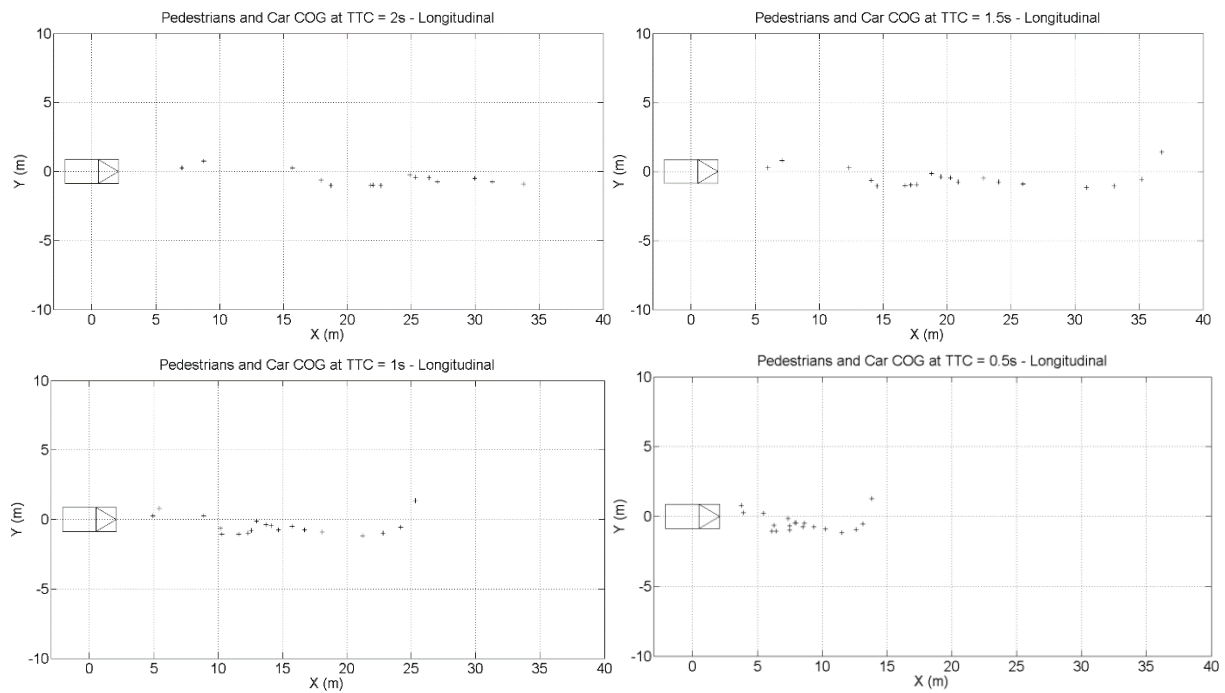 Pedestrians and Car COG at TTC = 2s - Longitudinal
10
5
0
-5
-10
Y (m)
0 5 10 15 20 25 30 35 40
X (m)
Pedestrians and Car COG at TTC = 1.5s - Longitudinal
10
5
0
-5
-10
Y (m)
0 5 10 15 20 25 30 35 40
X (m)
Pedestrians and Car COG at TTC = 1s - Longitudinal
10
5
0
-5
-10
Y (m)
0 5 10 15 20 25 30 35 40
X (m)
Pedestrians and Car COG at TTC = 0.5s - Longitudinal
10
5
0
-5
-10
Y (m)
0 5 10 15 20 25 30 35 40
X (m)